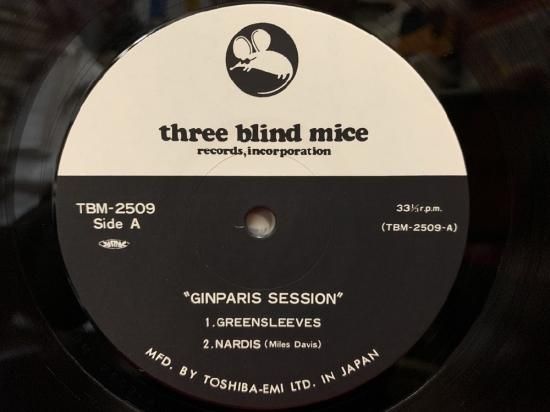 three blind mice
records, incorporation
TBM-2509
Side A
33⅓ r.p.m.
(TBM-2509-A)
"GINPARIS SESSION"
1. GREENSLEEVES
2. NARDIS (Miles Davis)
MFD. BY TOSHIBA-EMI LTD. IN JAPAN